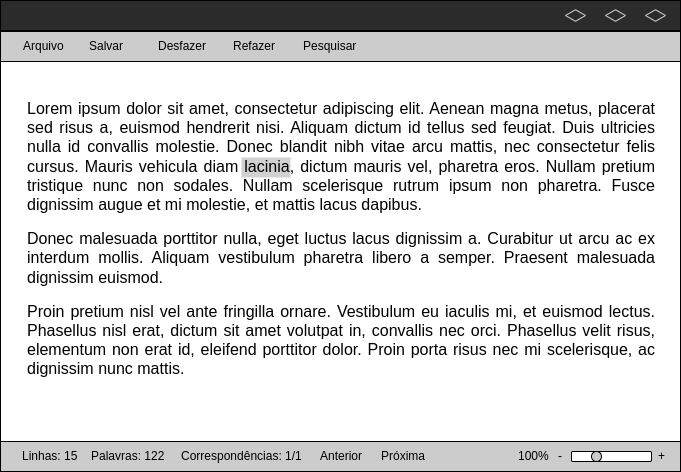 Arquivo Salvar Desfazer Refazer Pesquisar
Lorem ipsum dolor sit amet, consectetur adipiscing elit. Aenean magna metus, placerat
sed risus a, euismod hendrerit nisi. Aliquam dictum id tellus sed feugiat. Duis ultricies
nulla id convallis molestie. Donec blandit nibh vitae arcu mattis, nec consectetur felis
cursus. Mauris vehicula diam lacinia, dictum mauris vel, pharetra eros. Nullam pretium
tristique nunc non sodales. Nullam scelerisque rutrum ipsum non pharetra. Fusce
dignissim augue et mi molestie, et mattis lacus dapibus.
Donec malesuada porttitor nulla, eget luctus lacus dignissim a. Curabitur ut arcu ac ex
interdum mollis. Aliquam vestibulum pharetra libero a semper. Praesent malesuada
dignissim euismod.
Proin pretium nisl vel ante fringilla ornare. Vestibulum eu iaculis mi, et euismod lectus.
Phasellus nisl erat, dictum sit amet volutpat in, convallis nec orci. Phasellus velit risus,
elementum non erat id, eleifend porttitor dolor. Proin porta risus nec mi scelerisque, ac
dignissim nunc mattis.
Linhas: 15 Palavras: 122 Correspondências: 1/1 Anterior Próxima 100% - +